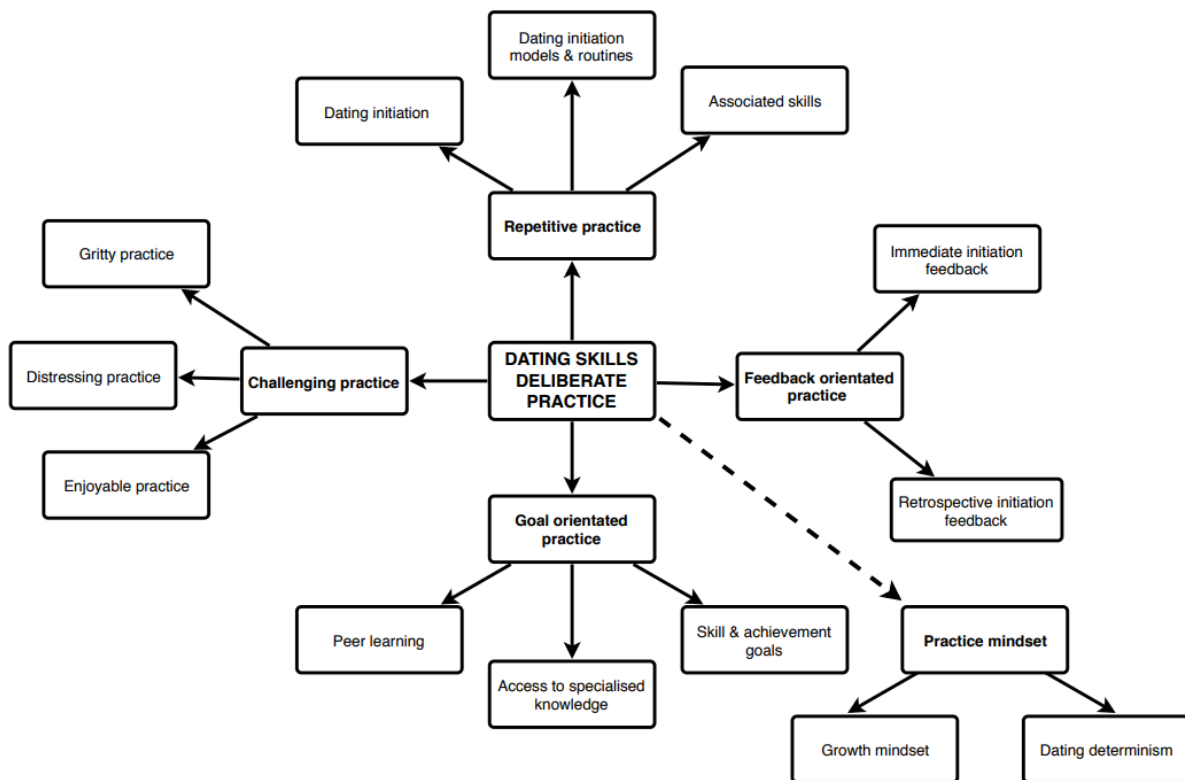 Dating initiation
models & routines
Dating initiation
Associated skills
Repetitive practice
Gritty practice
Immediate initiation
feedback
DATING SKILLS
DELIBERATE
PRACTICE
Distressing practice
Challenging practice
Feedback orientated
practice
Enjoyable practice
Retrospective initiation
feedback
Goal orientated
practice
Peer learning
Skill & achievement
goals
Practice mindset
Access to specialised
knowledge
Growth mindset
Dating determinism